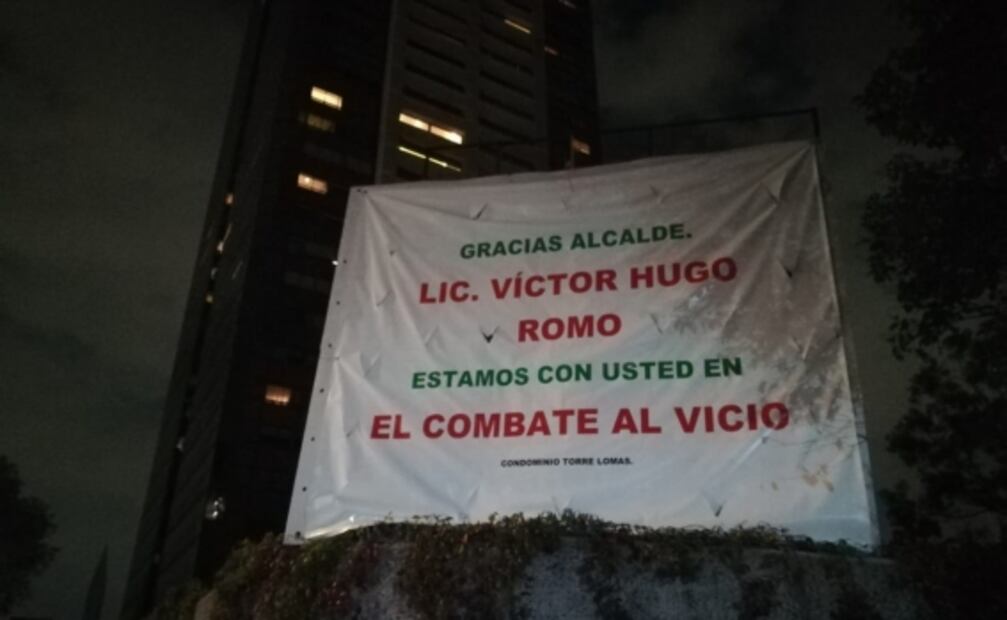 GRACIAS ALCALDE.
LIC. VÍCTOR HUGO
ROMO
ESTAMOS CON USTED EN
EL COMBATE AL VICIO
CONDOMINIO TORRE LOMAS.